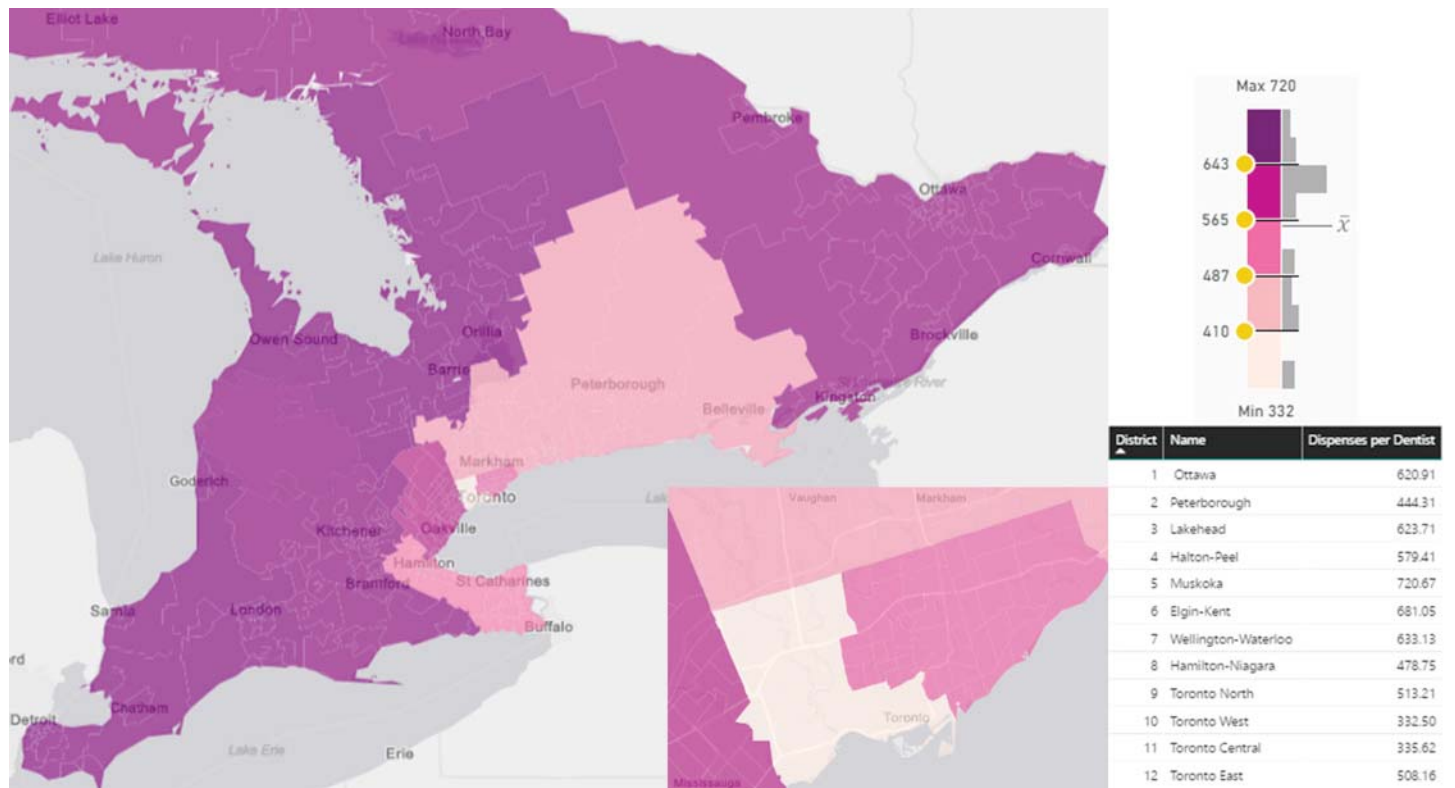 Elliot Lake
North Bay
Pembroke
Ottawa
Lake Huron
Cornwall
Owen Sound
Orillia
Brockville
Barrie
Peterborough
River
Kingston
Belleville
Markham
Goderich
Toronto
Kitchener
Oakville
Hamilton
Brantford
St Catharines
Sarnia
London
Buffalo
Chatham
Detroit
Lake Erie
Erie
Vaughan
Markham
Toronto
Mississauga
Max 720
643
565
x̄
487
410
Min 332
District Name Dispenses per Dentist
1 Ottawa 620.91
2 Peterborough 444.31
3 Lakehead 623.71
4 Halton-Peel 579.41
5 Muskoka 720.67
6 Elgin-Kent 681.05
7 Wellington-Waterloo 633.13
8 Hamilton-Niagara 478.75
9 Toronto North 513.21
10 Toronto West 332.50
11 Toronto Central 335.62
12 Toronto East 508.16